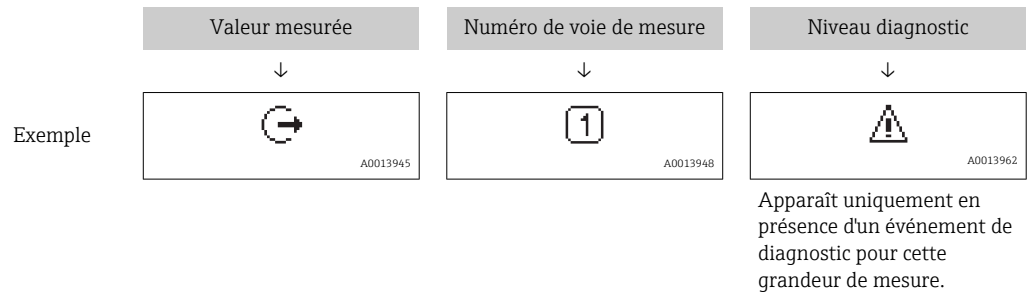 Valeur mesurée Numéro de voie de mesure Niveau diagnostic
↓ ↓ ↓
Exemple
1
A0013945 A0013948 A0013962
Apparaît uniquement en
présence d'un événement de
diagnostic pour cette
grandeur de mesure.